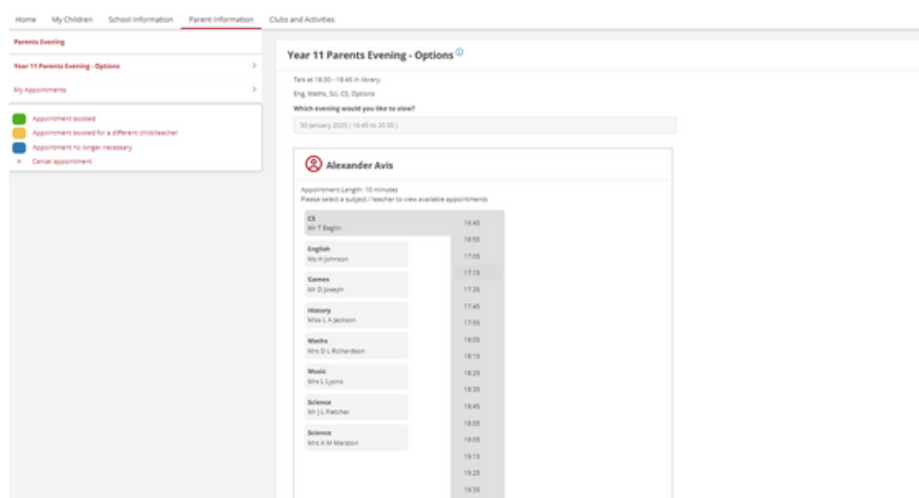 Home My Children School Information Parent Information Clubs and Activities
Parents Evening
Year 11 Parents Evening - Options
My Appointments
Appointment booked
Appointment booked for a different child/teacher
Appointment no longer necessary
× Cancel appointment
Year 11 Parents Evening - Options
Talk at 18:30 - 18:45 in library
Eng, Maths, Sci, CS, Options
Which evening would you like to view?
30 January 2025 ( 16:45 to 20:30 )
Alexander Avis
Appointment Length: 10 minutes
Please select a subject / teacher to view available appointments
CS
Mr T Beglin
English
Ms H Johnson
Games
Mr D Joseph
History
Miss L A Jackson
Maths
Mrs D L Richardson
Music
Mrs L Lyons
Science
Mr J L Fletcher
Science
Mrs A M Marston
16:45
16:55
17:05
17:15
17:35
17:45
17:55
18:05
18:15
18:25
18:35
18:45
18:55
19:05
19:15
19:25
19:35